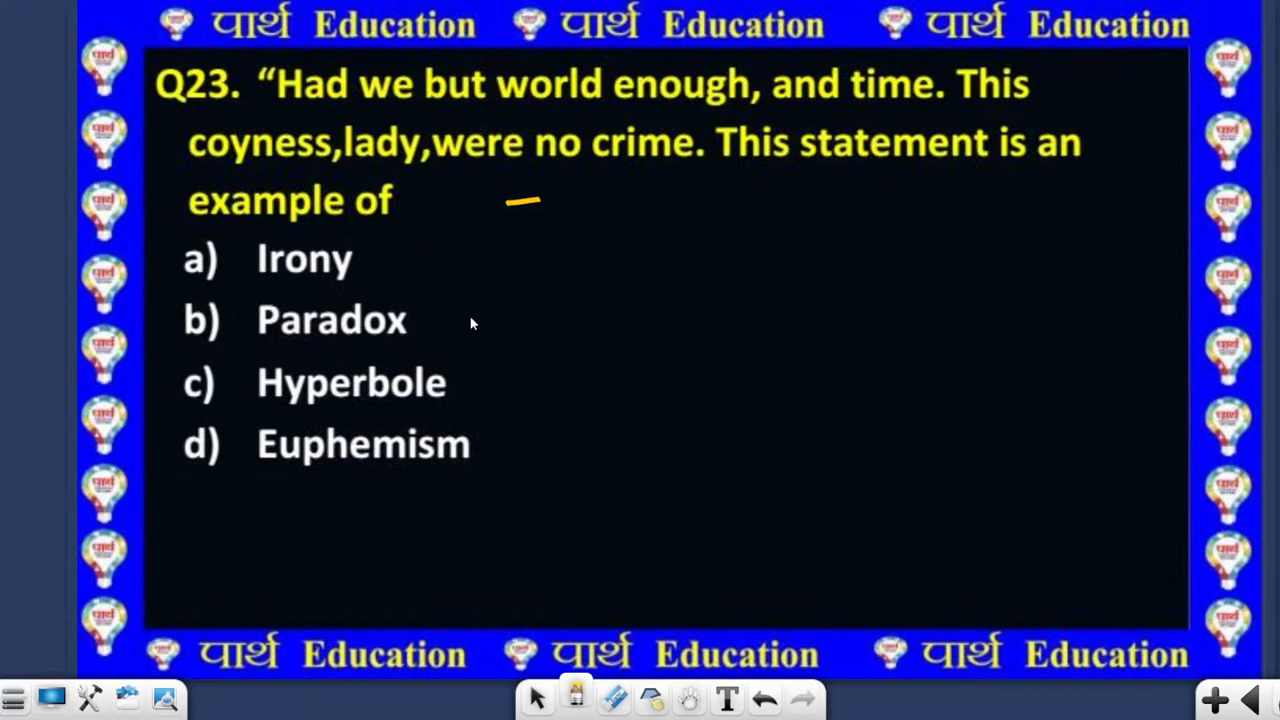 पार्थ Education पार्थ Education पार्थ Education
Q23. “Had we but world enough, and time. This
coyness,lady,were no crime. This statement is an
example of
a) Irony
b) Paradox
c) Hyperbole
d) Euphemism
पार्थ Education पार्थ Education पार्थ Education